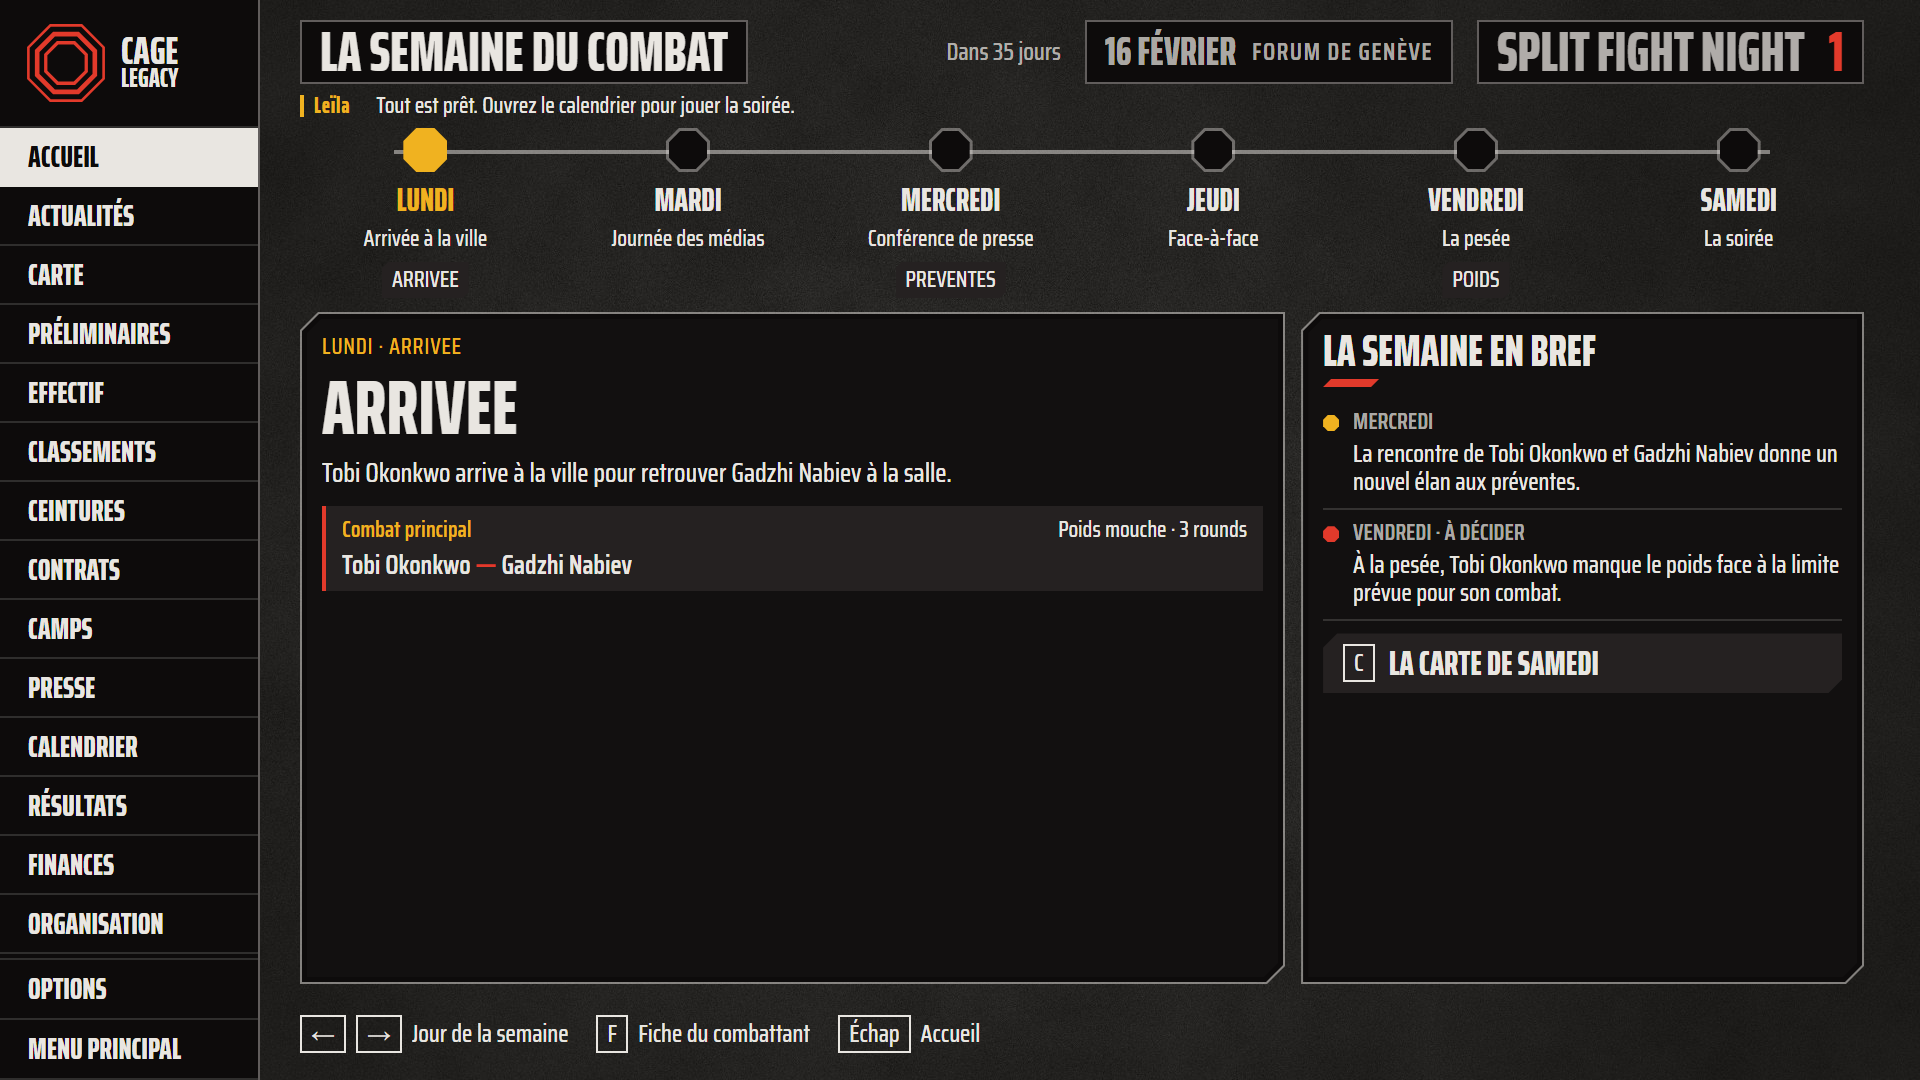 CAGE
LEGACY
ACCUEIL
ACTUALITÉS
CARTE
PRÉLIMINAIRES
EFFECTIF
CLASSEMENTS
CEINTURES
CONTRATS
CAMPS
PRESSE
CALENDRIER
RÉSULTATS
FINANCES
ORGANISATION
OPTIONS
MENU PRINCIPAL
LA SEMAINE DU COMBAT
Dans 35 jours
16 FÉVRIER FORUM DE GENÈVE
SPLIT FIGHT NIGHT 1
Leïla Tout est prêt. Ouvrez le calendrier pour jouer la soirée.
LUNDI
Arrivée à la ville
ARRIVEE
MARDI
Journée des médias
MERCREDI
Conférence de presse
PREVENTES
JEUDI
Face-à-face
VENDREDI
La pesée
POIDS
SAMEDI
La soirée
LUNDI · ARRIVEE
ARRIVEE
Tobi Okonkwo arrive à la ville pour retrouver Gadzhi Nabiev à la salle.
Combat principal
Poids mouche · 3 rounds
Tobi Okonkwo — Gadzhi Nabiev
LA SEMAINE EN BREF
MERCREDI
La rencontre de Tobi Okonkwo et Gadzhi Nabiev donne un
nouvel élan aux préventes.
VENDREDI · À DÉCIDER
À la pesée, Tobi Okonkwo manque le poids face à la limite
prévue pour son combat.
C LA CARTE DE SAMEDI
← → Jour de la semaine F Fiche du combattant Échap Accueil